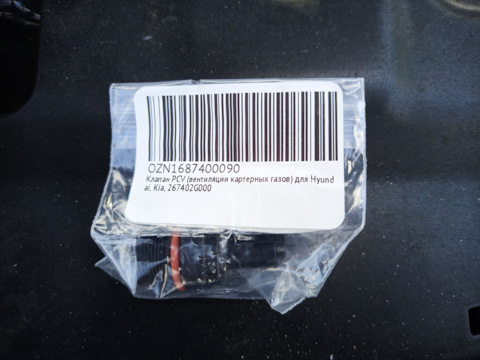 OZN1687400090
Клапан PCV (вентиляции картерных газов) для Hyund
ai, Kia, 267402G000